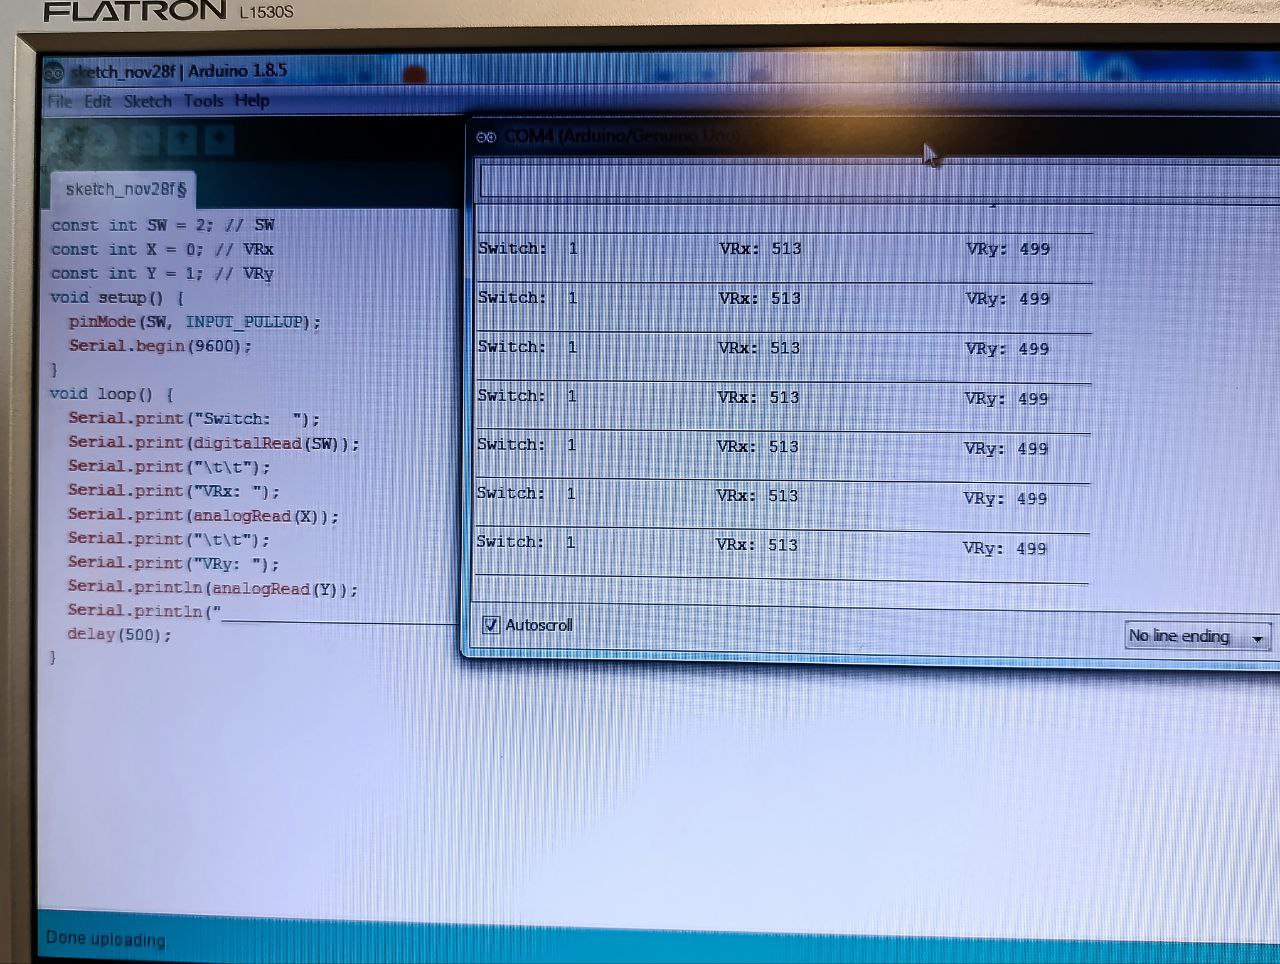 FLATRON L1530S
sketch_nov28f | Arduino 1.8.5
File Edit Sketch Tools Help
COM4 (Arduino/Genuino Uno)
sketch_nov28f§
const int SW = 2; // SW
const int X = 0; // VRx
const int Y = 1; // VRy
void setup() {
  pinMode(SW, INPUT_PULLUP);
  Serial.begin(9600);
}
void loop() {
  Serial.print("Switch:  ");
  Serial.print(digitalRead(SW));
  Serial.print("\t\t");
  Serial.print("VRx: ");
  Serial.print(analogRead(X));
  Serial.print("\t\t");
  Serial.print("VRy: ");
  Serial.println(analogRead(Y));
  Serial.println("____________________
  delay(500);
}
Switch:  1 VRx: 513 VRy: 499
Switch:  1 VRx: 513 VRy: 499
Switch:  1 VRx: 513 VRy: 499
Switch:  1 VRx: 513 VRy: 499
Switch:  1 VRx: 513 VRy: 499
Switch:  1 VRx: 513 VRy: 499
Switch:  1 VRx: 513 VRy: 499
Autoscroll
No line ending
Done uploading